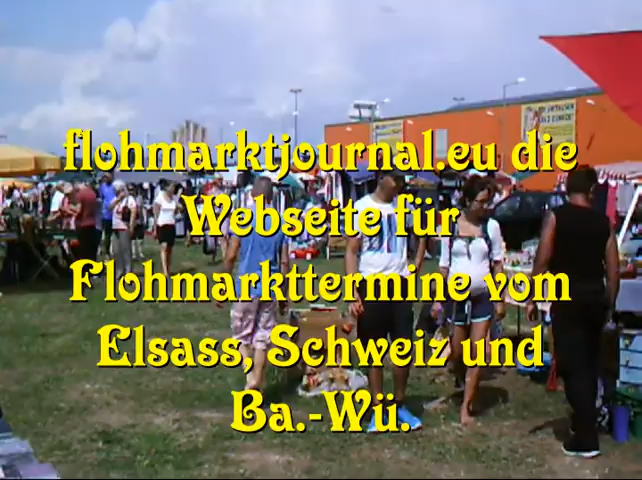 flohmarktjournal.eu die
Webseite für
Flohmarkttermine vom
Elsass, Schweiz und
Ba.-Wü.